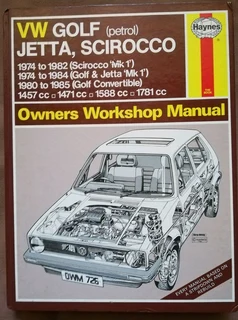 VW GOLF (petrol)
JETTA, SCIROCCO
Haynes
1974 to 1982 (Scirocco 'Mk 1')
1974 to 1984 (Golf & Jetta 'Mk 1')
1980 to 1985 (Golf Convertible)
1457 cc □ 1471 cc □ 1588 cc □ 1781 cc
Owners Workshop Manual
OWM 726
EVERY MANUAL BASED ON
A STRIPDOWN AND
REBUILD